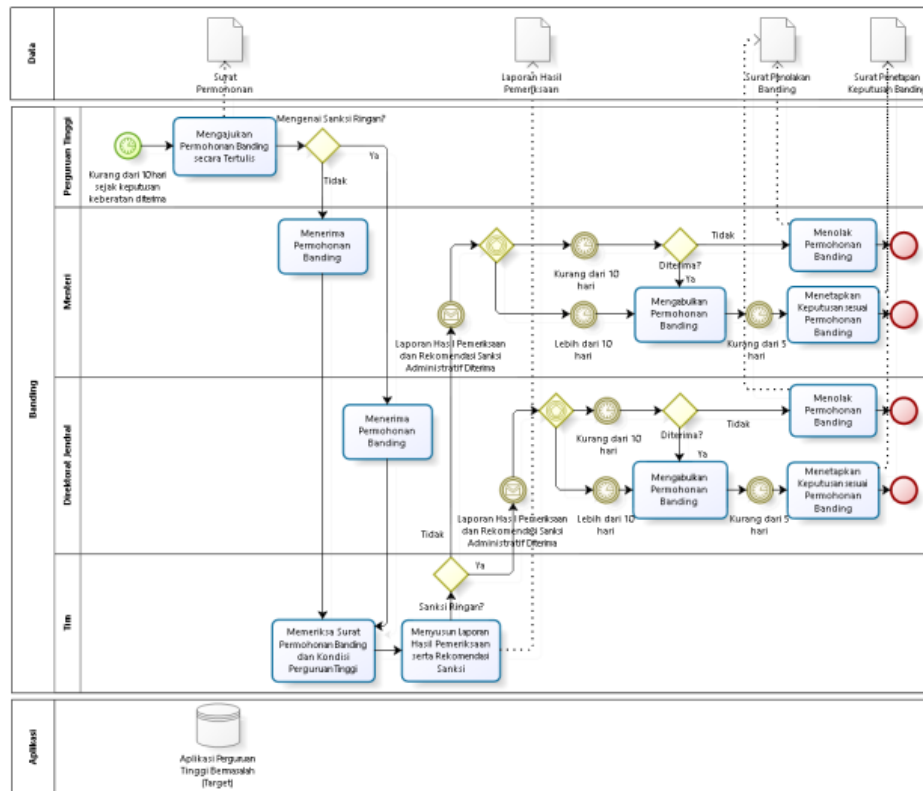 Data
Surat
Permohonan
Laporan Hasil
Pemeriksaan
Surat Penolakan
Banding
Surat Penetapan
Keputusan Banding
Banding
Perguruan Tinggi
Kurang dari 10 hari
sejak keputusan
keberatan diterima
Mengajukan
Permohonan Banding
secara Tertulis
Mengenai Sanksi Ringan?
Ya
Tidak
Menteri
Menerima
Permohonan
Banding
Laporan Hasil Pemeriksaan
dan Rekomendasi Sanksi
Administratif Diterima
Kurang dari 10
hari
Lebih dari 10
hari
Diterima?
Tidak
Ya
Menolak
Permohonan
Banding
Mengabulkan
Permohonan
Banding
Kurang dari 5
hari
Menetapkan
Keputusan sesuai
Permohonan
Banding
Direktorat Jendral
Menerima
Permohonan
Banding
Laporan Hasil Pemeriksaan
dan Rekomendasi Sanksi
Administratif Diterima
Kurang dari 10
hari
Lebih dari 10
hari
Diterima?
Tidak
Ya
Menolak
Permohonan
Banding
Mengabulkan
Permohonan
Banding
Kurang dari 5
hari
Menetapkan
Keputusan sesuai
Permohonan
Banding
Tidak
Ya
Tim
Sanksi Ringan?
Memeriksa Surat
Permohonan Banding
dan Kondisi
Perguruan Tinggi
Menyusun Laporan
Hasil Pemeriksaan
serta Rekomendasi
Sanksi
Aplikasi
Aplikasi Perguruan
Tinggi Bermasalah
(Target)